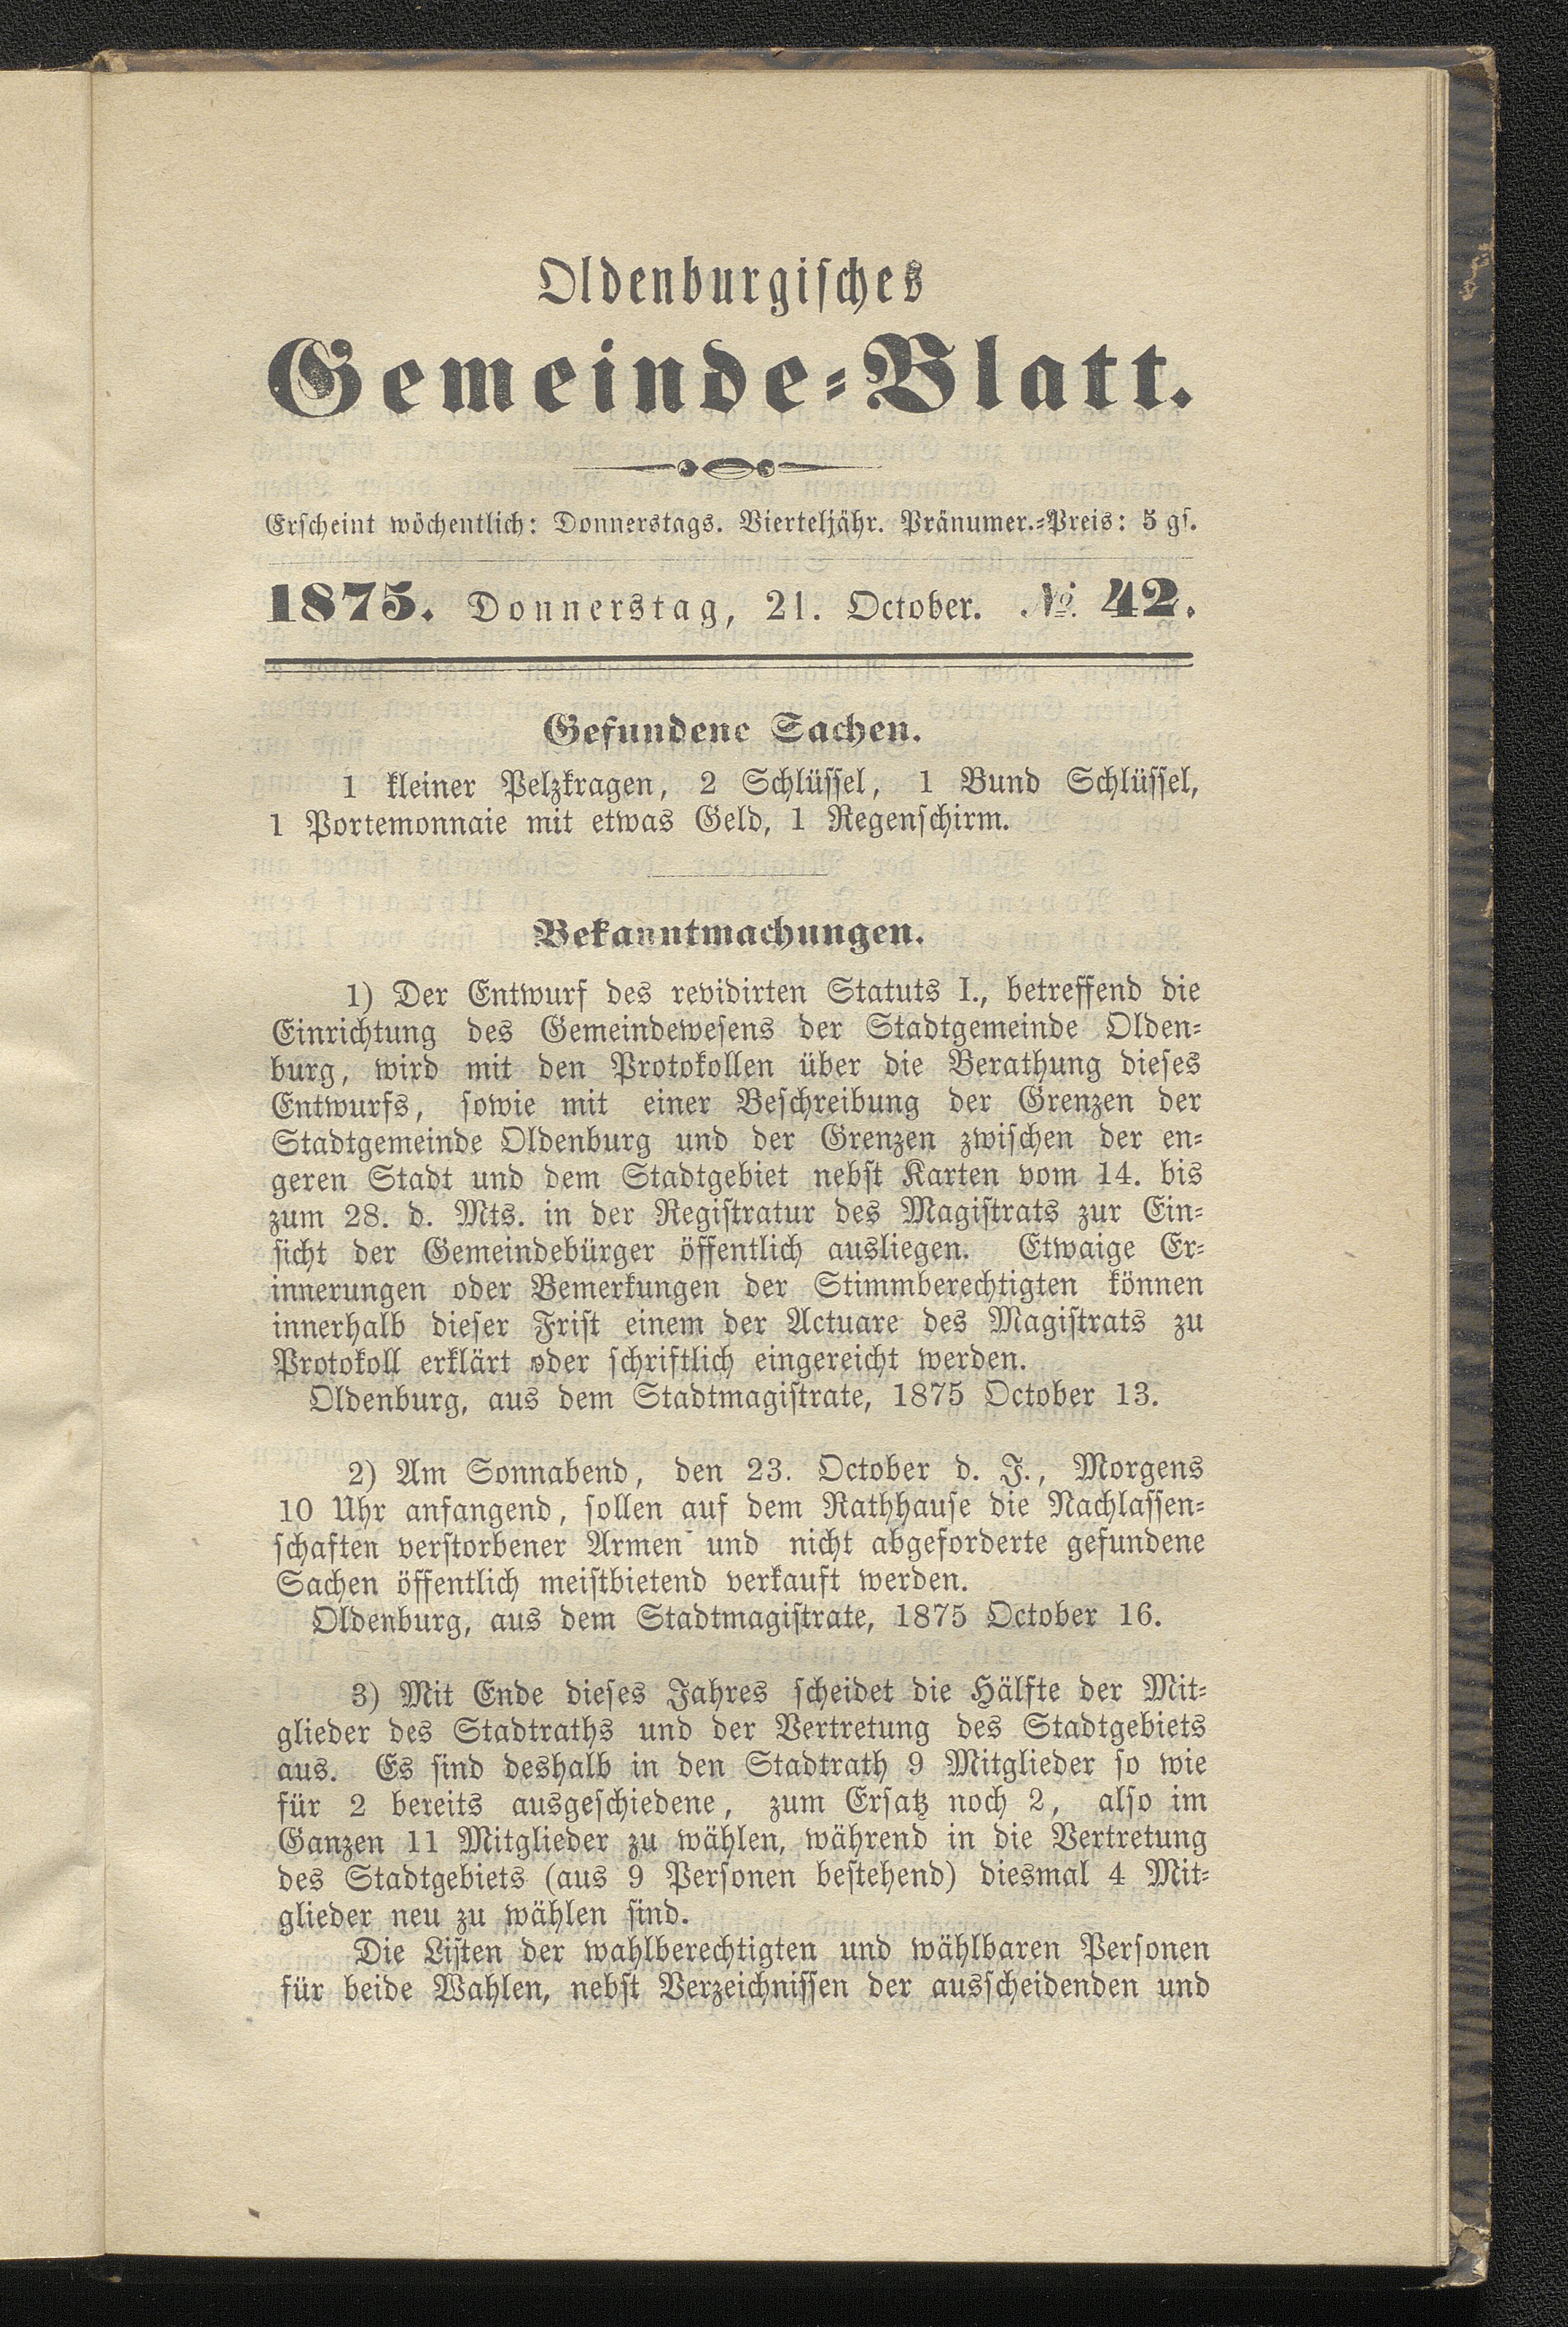 Oldenburgisches
Gemeinde-Blatt.
Erscheint wöchentlich: Donnerstags. Vierteljähr. Pränumer.-Preis: 5 gs.
1875. Donnerstag, 21. October. № 42.
Gefundene Sachen.
1 kleiner Pelzkragen, 2 Schlüssel, 1 Bund Schlüssel,
1 Portemonnaie mit etwas Geld, 1 Regenschirm.
Bekanntmachungen.
1) Der Entwurf des revidirten Statuts I., betreffend die
Einrichtung des Gemeindewesens der Stadtgemeinde Olden-
burg, wird mit den Protokollen über die Berathung dieses
Entwurfs, sowie mit einer Beschreibung der Grenzen der
Stadtgemeinde Oldenburg und der Grenzen zwischen der en-
geren Stadt und dem Stadtgebiet nebst Karten vom 14. bis
zum 28. d. Mts. in der Registratur des Magistrats zur Ein-
sicht der Gemeindebürger öffentlich ausliegen. Etwaige Er-
innerungen oder Bemerkungen der Stimmberechtigten können
innerhalb dieser Frist einem der Actuare des Magistrats zu
Protokoll erklärt oder schriftlich eingereicht werden.
Oldenburg, aus dem Stadtmagistrate, 1875 October 13.
2) Am Sonnabend, den 23. October d. J., Morgens
10 Uhr anfangend, sollen auf dem Rathhause die Nachlassen-
schaften verstorbener Armen und nicht abgeforderte gefundene
Sachen öffentlich meistbietend verkauft werden.
Oldenburg, aus dem Stadtmagistrate, 1875 October 16.
3) Mit Ende dieses Jahres scheidet die Hälfte der Mit-
glieder des Stadtraths und der Vertretung des Stadtgebiets
aus. Es sind deshalb in den Stadtrath 9 Mitglieder so wie
für 2 bereits ausgeschiedene, zum Ersatz noch 2, also im
Ganzen 11 Mitglieder zu wählen, während in die Vertretung
des Stadtgebiets (aus 9 Personen bestehend) diesmal 4 Mit-
glieder neu zu wählen sind.
Die Listen der wahlberechtigten und wählbaren Personen
für beide Wahlen, nebst Verzeichnissen der ausscheidenden und